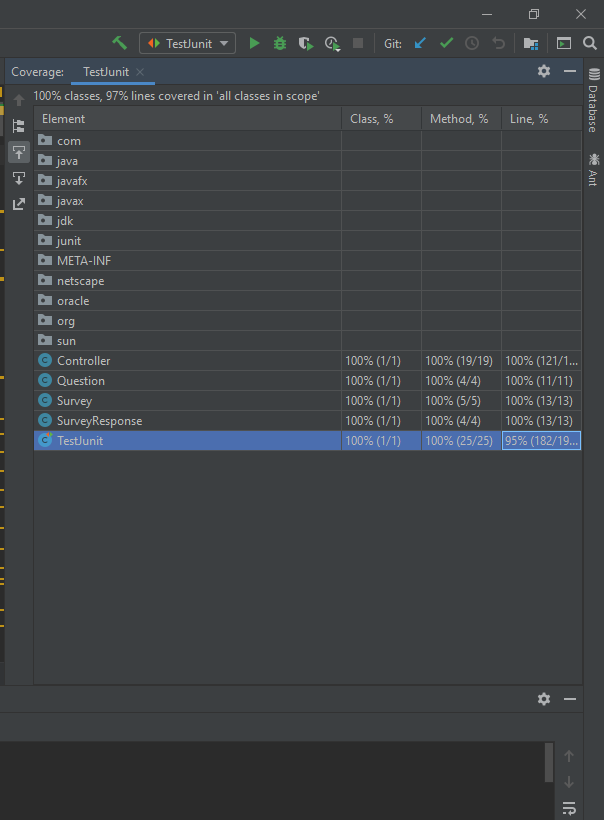 TestJunit Git:
Coverage: TestJunit
100% classes, 97% lines covered in 'all classes in scope'
Element Class, % Method, % Line, %
com
java
javafx
javax
jdk
junit
META-INF
netscape
oracle
org
sun
Controller 100% (1/1) 100% (19/19) 100% (121/1...
Question 100% (1/1) 100% (4/4) 100% (11/11)
Survey 100% (1/1) 100% (5/5) 100% (13/13)
SurveyResponse 100% (1/1) 100% (4/4) 100% (13/13)
TestJunit 100% (1/1) 100% (25/25) 95% (182/19...
Database
Ant